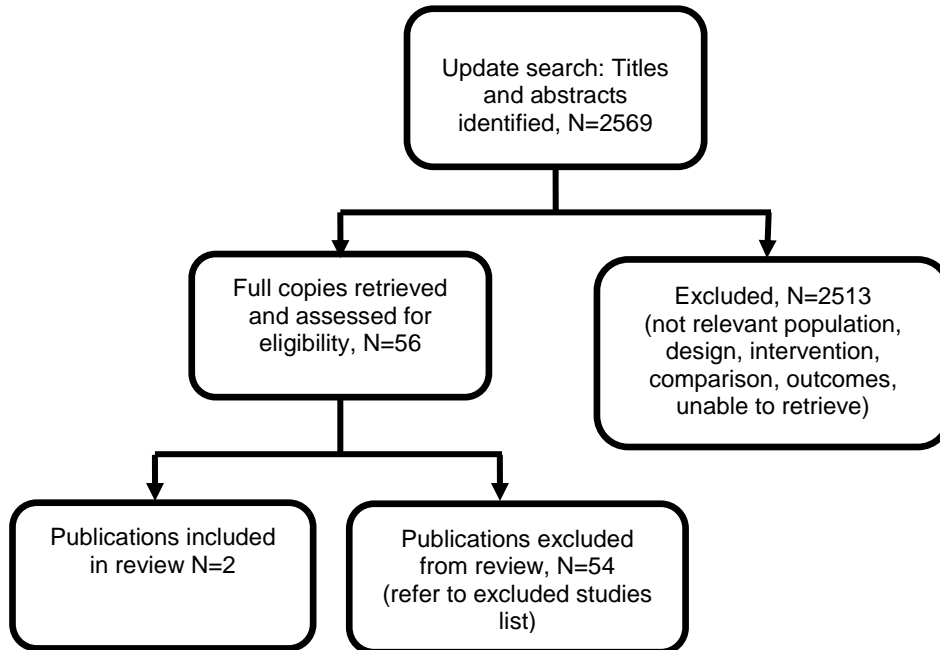 Update search: Titles
and abstracts
identified, N=2569
Full copies retrieved
and assessed for
eligibility, N=56
Excluded, N=2513
(not relevant population,
design, intervention,
comparison, outcomes,
unable to retrieve)
Publications included
in review N=2
Publications excluded
from review, N=54
(refer to excluded studies
list)